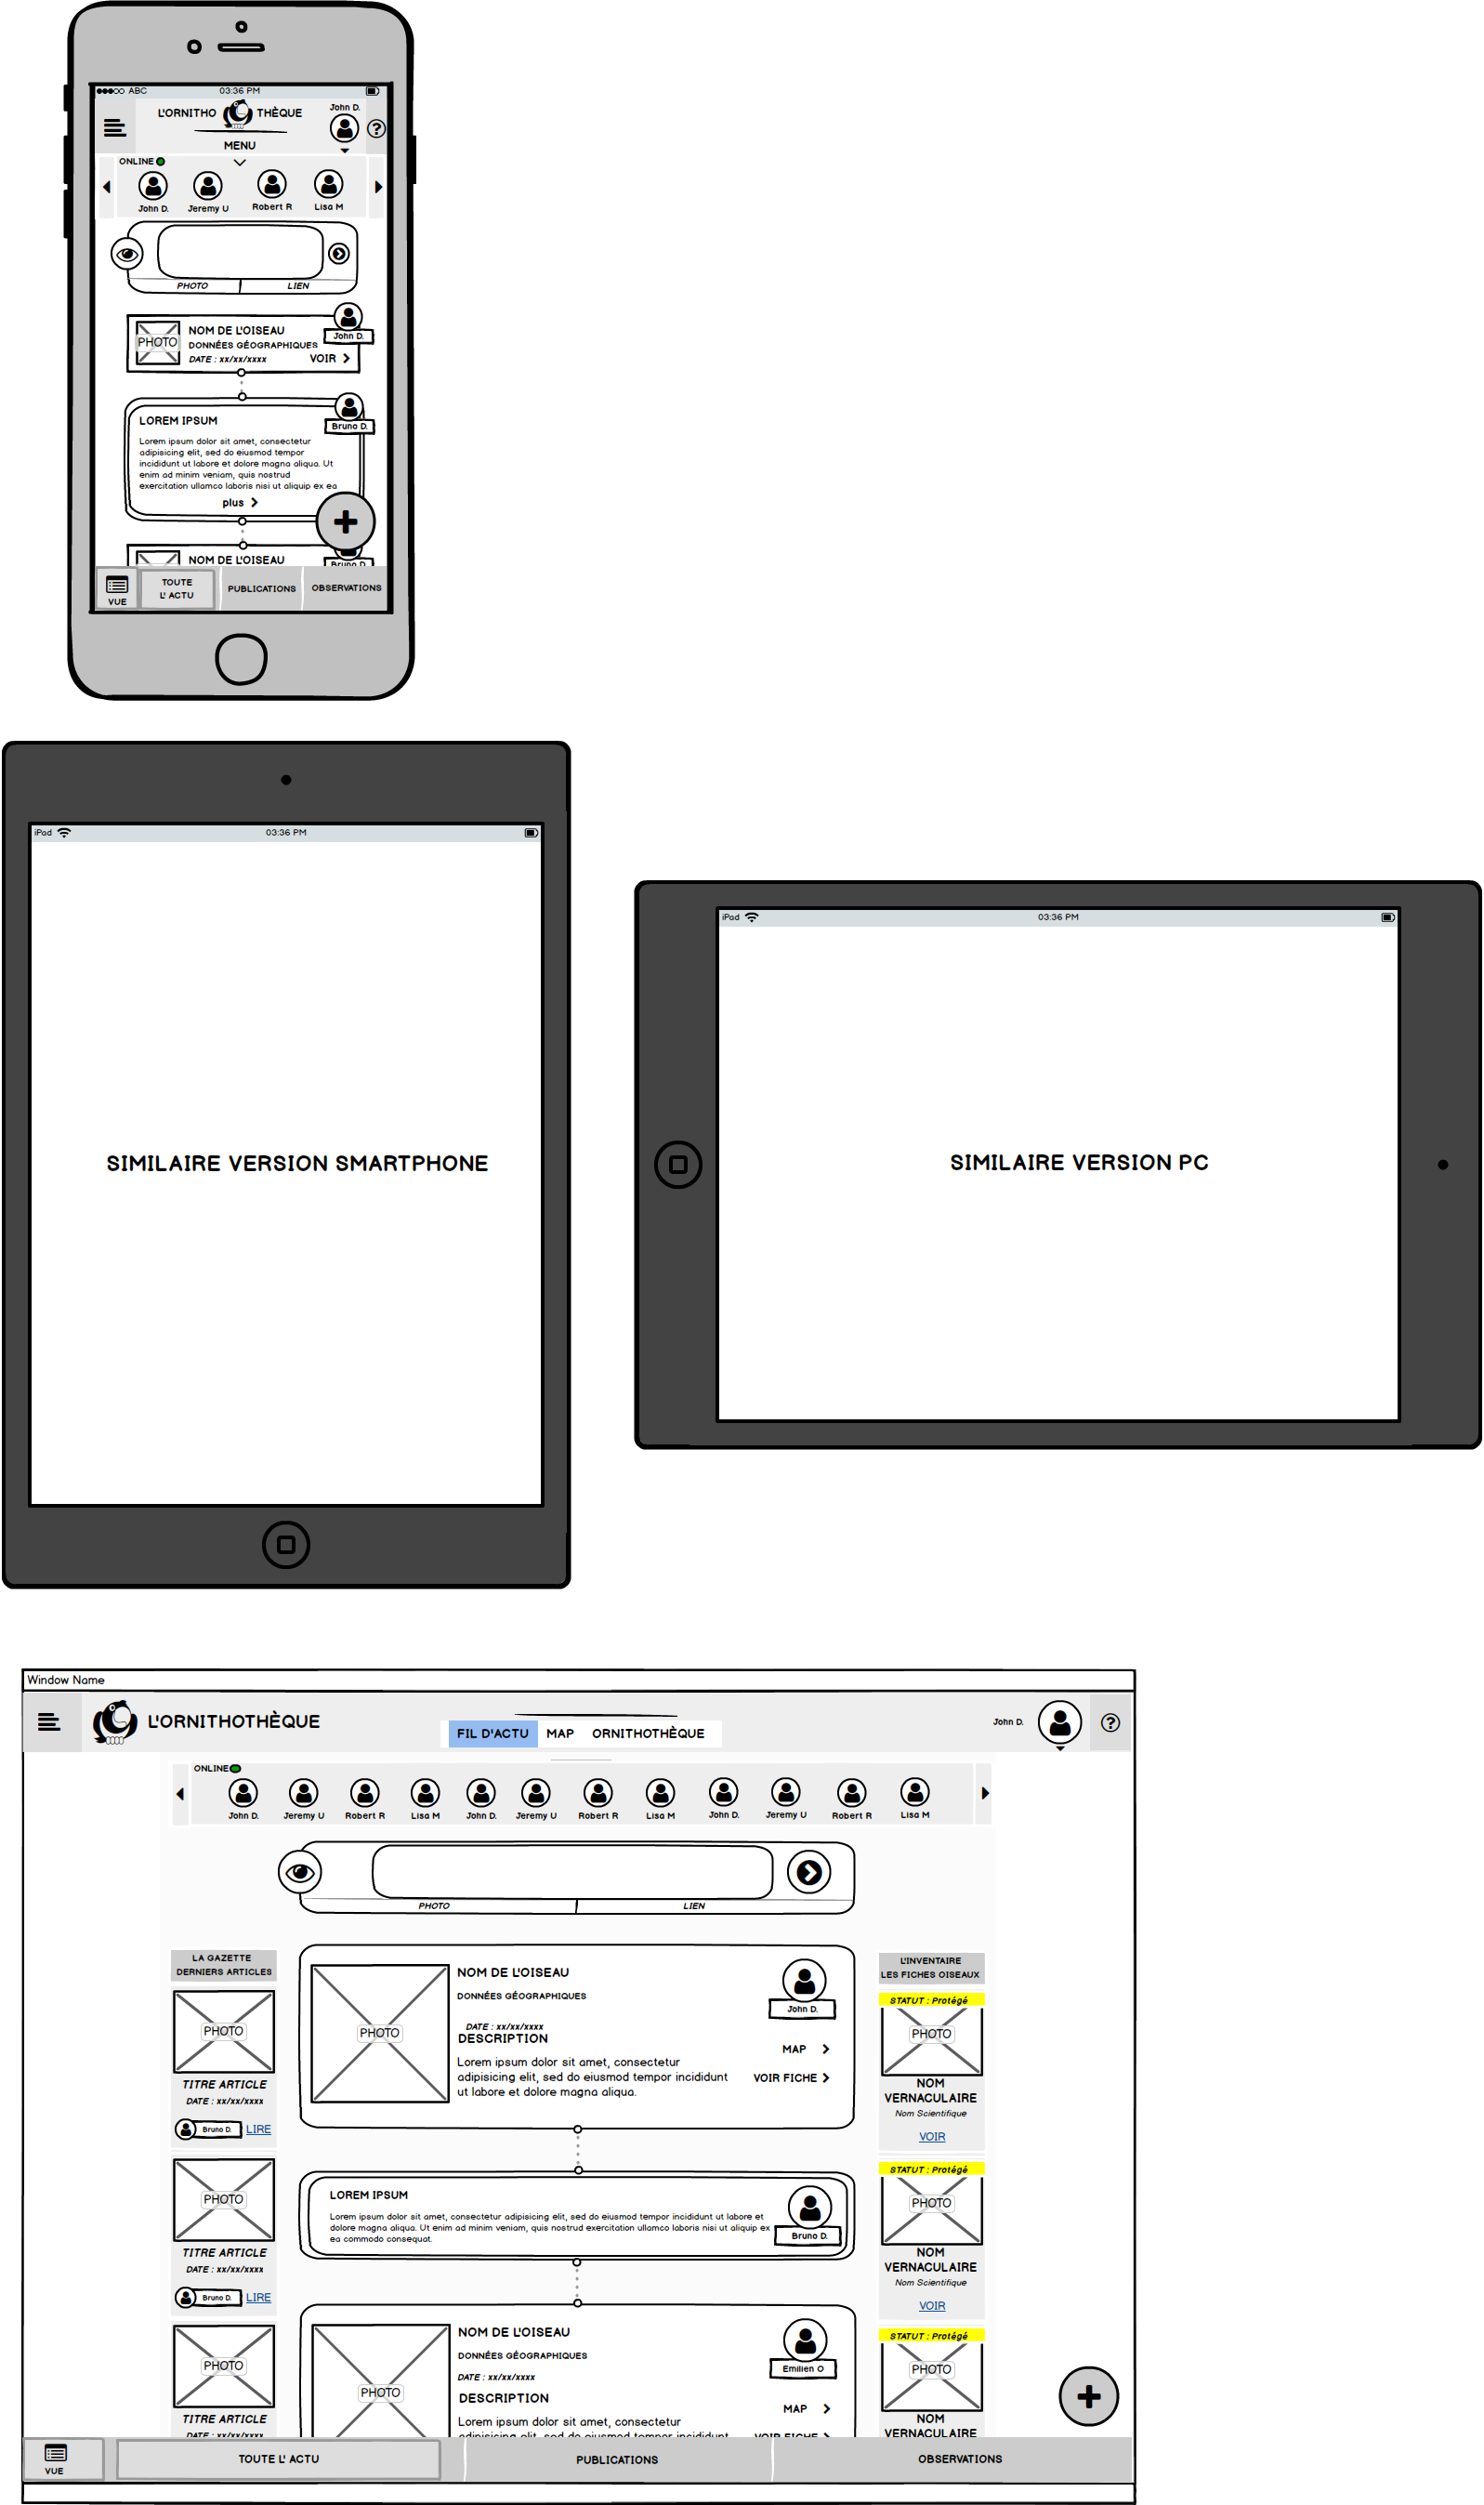 ABC
03:36 PM
L'ORNITHO THÈQUE
John D.
MENU
ONLINE
John D. Jeremy U Robert R Lisa M
PHOTO LIEN
PHOTO
NOM DE L'OISEAU
DONNÉES GÉOGRAPHIQUES
DATE : xx/xx/xxxx
VOIR
John D.
LOREM IPSUM
Bruno D.
Lorem ipsum dolor sit amet, consectetur
adipisicing elit, sed do eiusmod tempor
incididunt ut labore et dolore magna aliqua. Ut
enim ad minim veniam, quis nostrud
exercitation ullamco laboris nisi ut aliquip ex ea
plus
NOM DE L'OISEAU
Bruno D.
VUE
TOUTE
L' ACTU
PUBLICATIONS
OBSERVATIONS
iPad
03:36 PM
SIMILAIRE VERSION SMARTPHONE
iPad
03:36 PM
SIMILAIRE VERSION PC
Window Name
L'ORNITHOTHÈQUE
FIL D'ACTU MAP ORNITHOTHÈQUE
John D.
?
ONLINE
John D. Jeremy U Robert R Lisa M John D. Jeremy U Robert R Lisa M John D. Jeremy U Robert R Lisa M
PHOTO LIEN
LA GAZETTE
DERNIERS ARTICLES
PHOTO
TITRE ARTICLE
DATE : xx/xx/xxxx
Bruno D. LIRE
PHOTO
TITRE ARTICLE
DATE : xx/xx/xxxx
Bruno D. LIRE
PHOTO
TITRE ARTICLE
DATE : xx/xx/xxxx
PHOTO
NOM DE L'OISEAU
DONNÉES GÉOGRAPHIQUES
DATE : xx/xx/xxxx
DESCRIPTION
Lorem ipsum dolor sit amet, consectetur
adipisicing elit, sed do eiusmod tempor incididunt
ut labore et dolore magna aliqua.
John D.
MAP
VOIR FICHE
LOREM IPSUM
Lorem ipsum dolor sit amet, consectetur adipisicing elit, sed do eiusmod tempor incididunt ut labore et
dolore magna aliqua. Ut enim ad minim veniam, quis nostrud exercitation ullamco laboris nisi ut aliquip ex
ea commodo consequat.
Bruno D.
PHOTO
NOM DE L'OISEAU
DONNÉES GÉOGRAPHIQUES
DATE : xx/xx/xxxx
DESCRIPTION
Lorem ipsum dolor sit amet, consectetur
adipisicing elit, sed do eiusmod tempor incididunt
Emilien O
MAP
VOIR FICHE
L'INVENTAIRE
LES FICHES OISEAUX
STATUT : Protégé
PHOTO
NOM
VERNACULAIRE
Nom Scientifique
VOIR
STATUT : Protégé
PHOTO
NOM
VERNACULAIRE
Nom Scientifique
VOIR
STATUT : Protégé
PHOTO
NOM
VERNACULAIRE
VUE
TOUTE L' ACTU
PUBLICATIONS
OBSERVATIONS